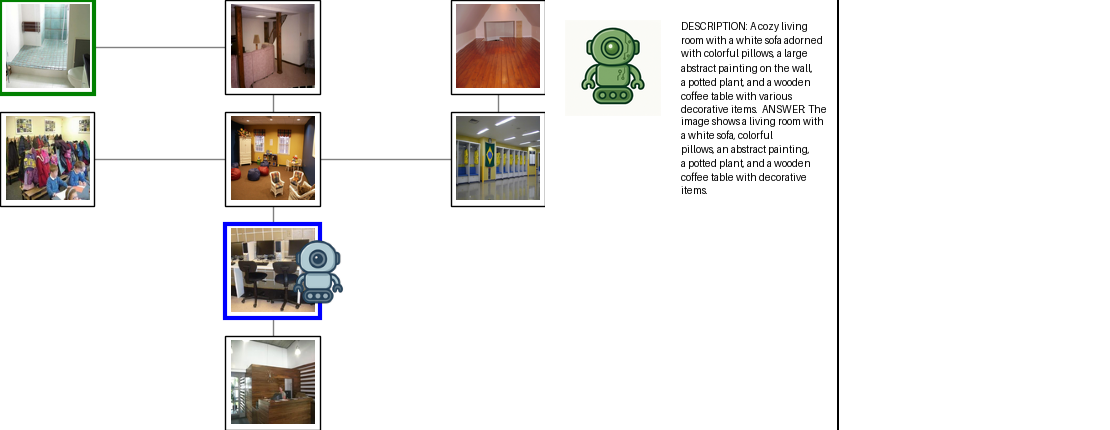 DESCRIPTION: A cozy living
room with a white sofa adorned
with colorful pillows, a large
abstract painting on the wall,
a potted plant, and a wooden
coffee table with various
decorative items.  ANSWER: The
image shows a living room with
a white sofa, colorful
pillows, an abstract painting,
a potted plant, and a wooden
coffee table with decorative
items.